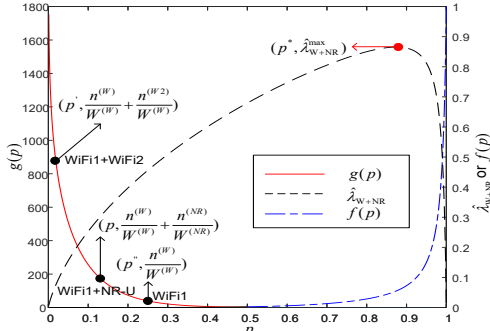 (p*, λ̂_{W+NR}^{max})
(p', n^{(W)}/W^{(W)} + n^{(W2)}/W^{(W2)})
WiFi1+WiFi2
(p, n^{(W)}/W^{(W)} + n^{(NR)}/W^{(NR)})
(p'', n^{(W)}/W^{(W)})
WiFi1+NR-U
WiFi1
g(p)
λ̂_{W+NR}
f(p)
g(p)
1800
1600
1400
1200
1000
800
600
400
200
0
0
0.1
0.2
0.3
0.4
0.5
0.6
0.7
0.8
0.9
1.0
p
1
0.9
0.8
0.7
0.6
0.5
0.4
0.3
0.2
0.1
0
λ̂_{W+NR} or f(p)